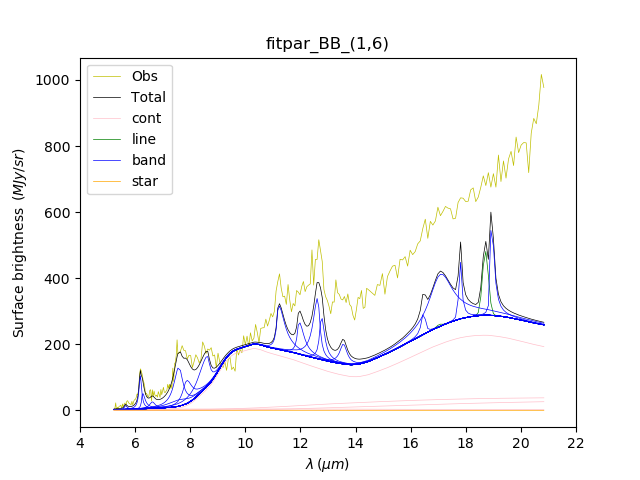 fitpar_BB_(1,6)
Surface brightness (MJy/sr)
1000
800
600
400
200
0
Obs
Total
cont
line
band
star
4 6 8 10 12 14 16 18 20 22
λ (μm)